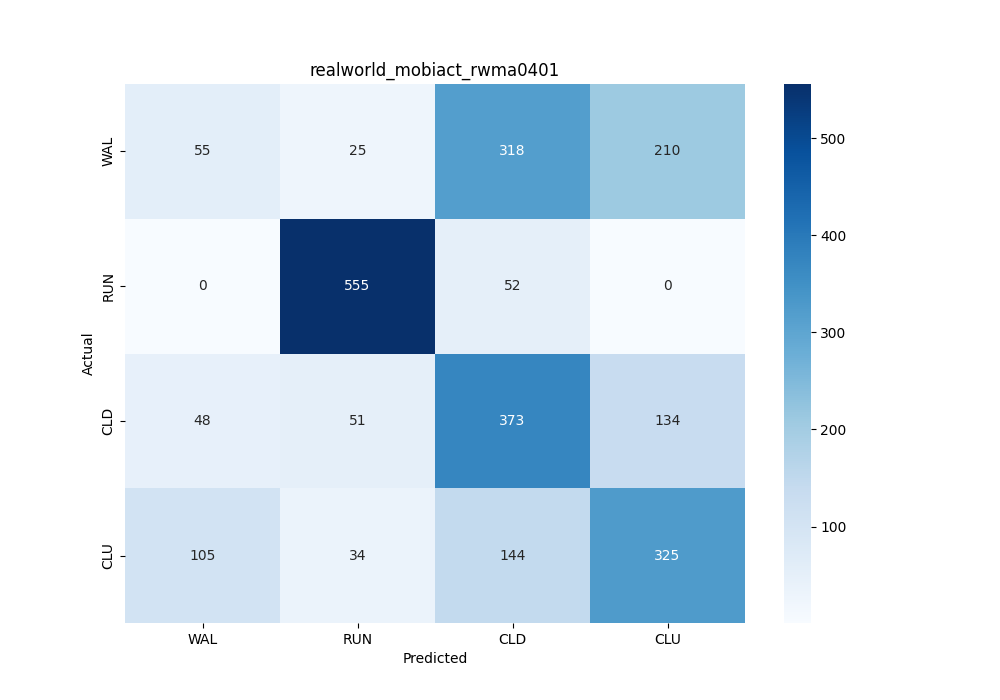 realworld_mobiact_rwma0401
WAL 55 25 318 210
RUN 0 555 52 0
CLD 48 51 373 134
CLU 105 34 144 325
WAL RUN CLD CLU
Predicted
Actual
500
400
300
200
100